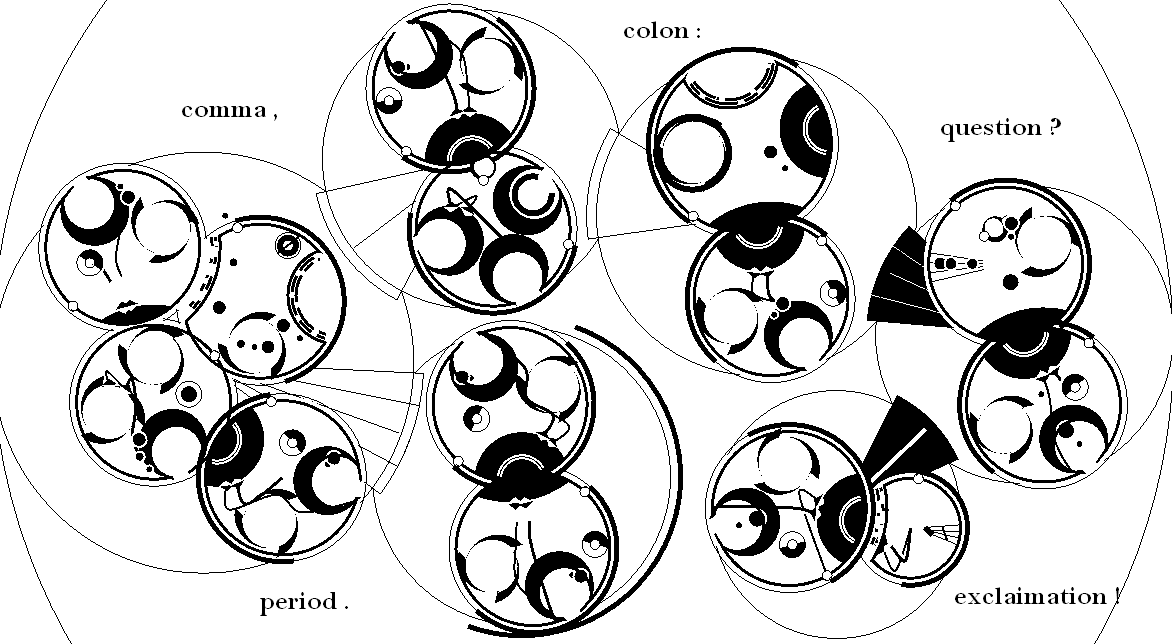 colon :
comma ,
question ?
period .
exclaimation !